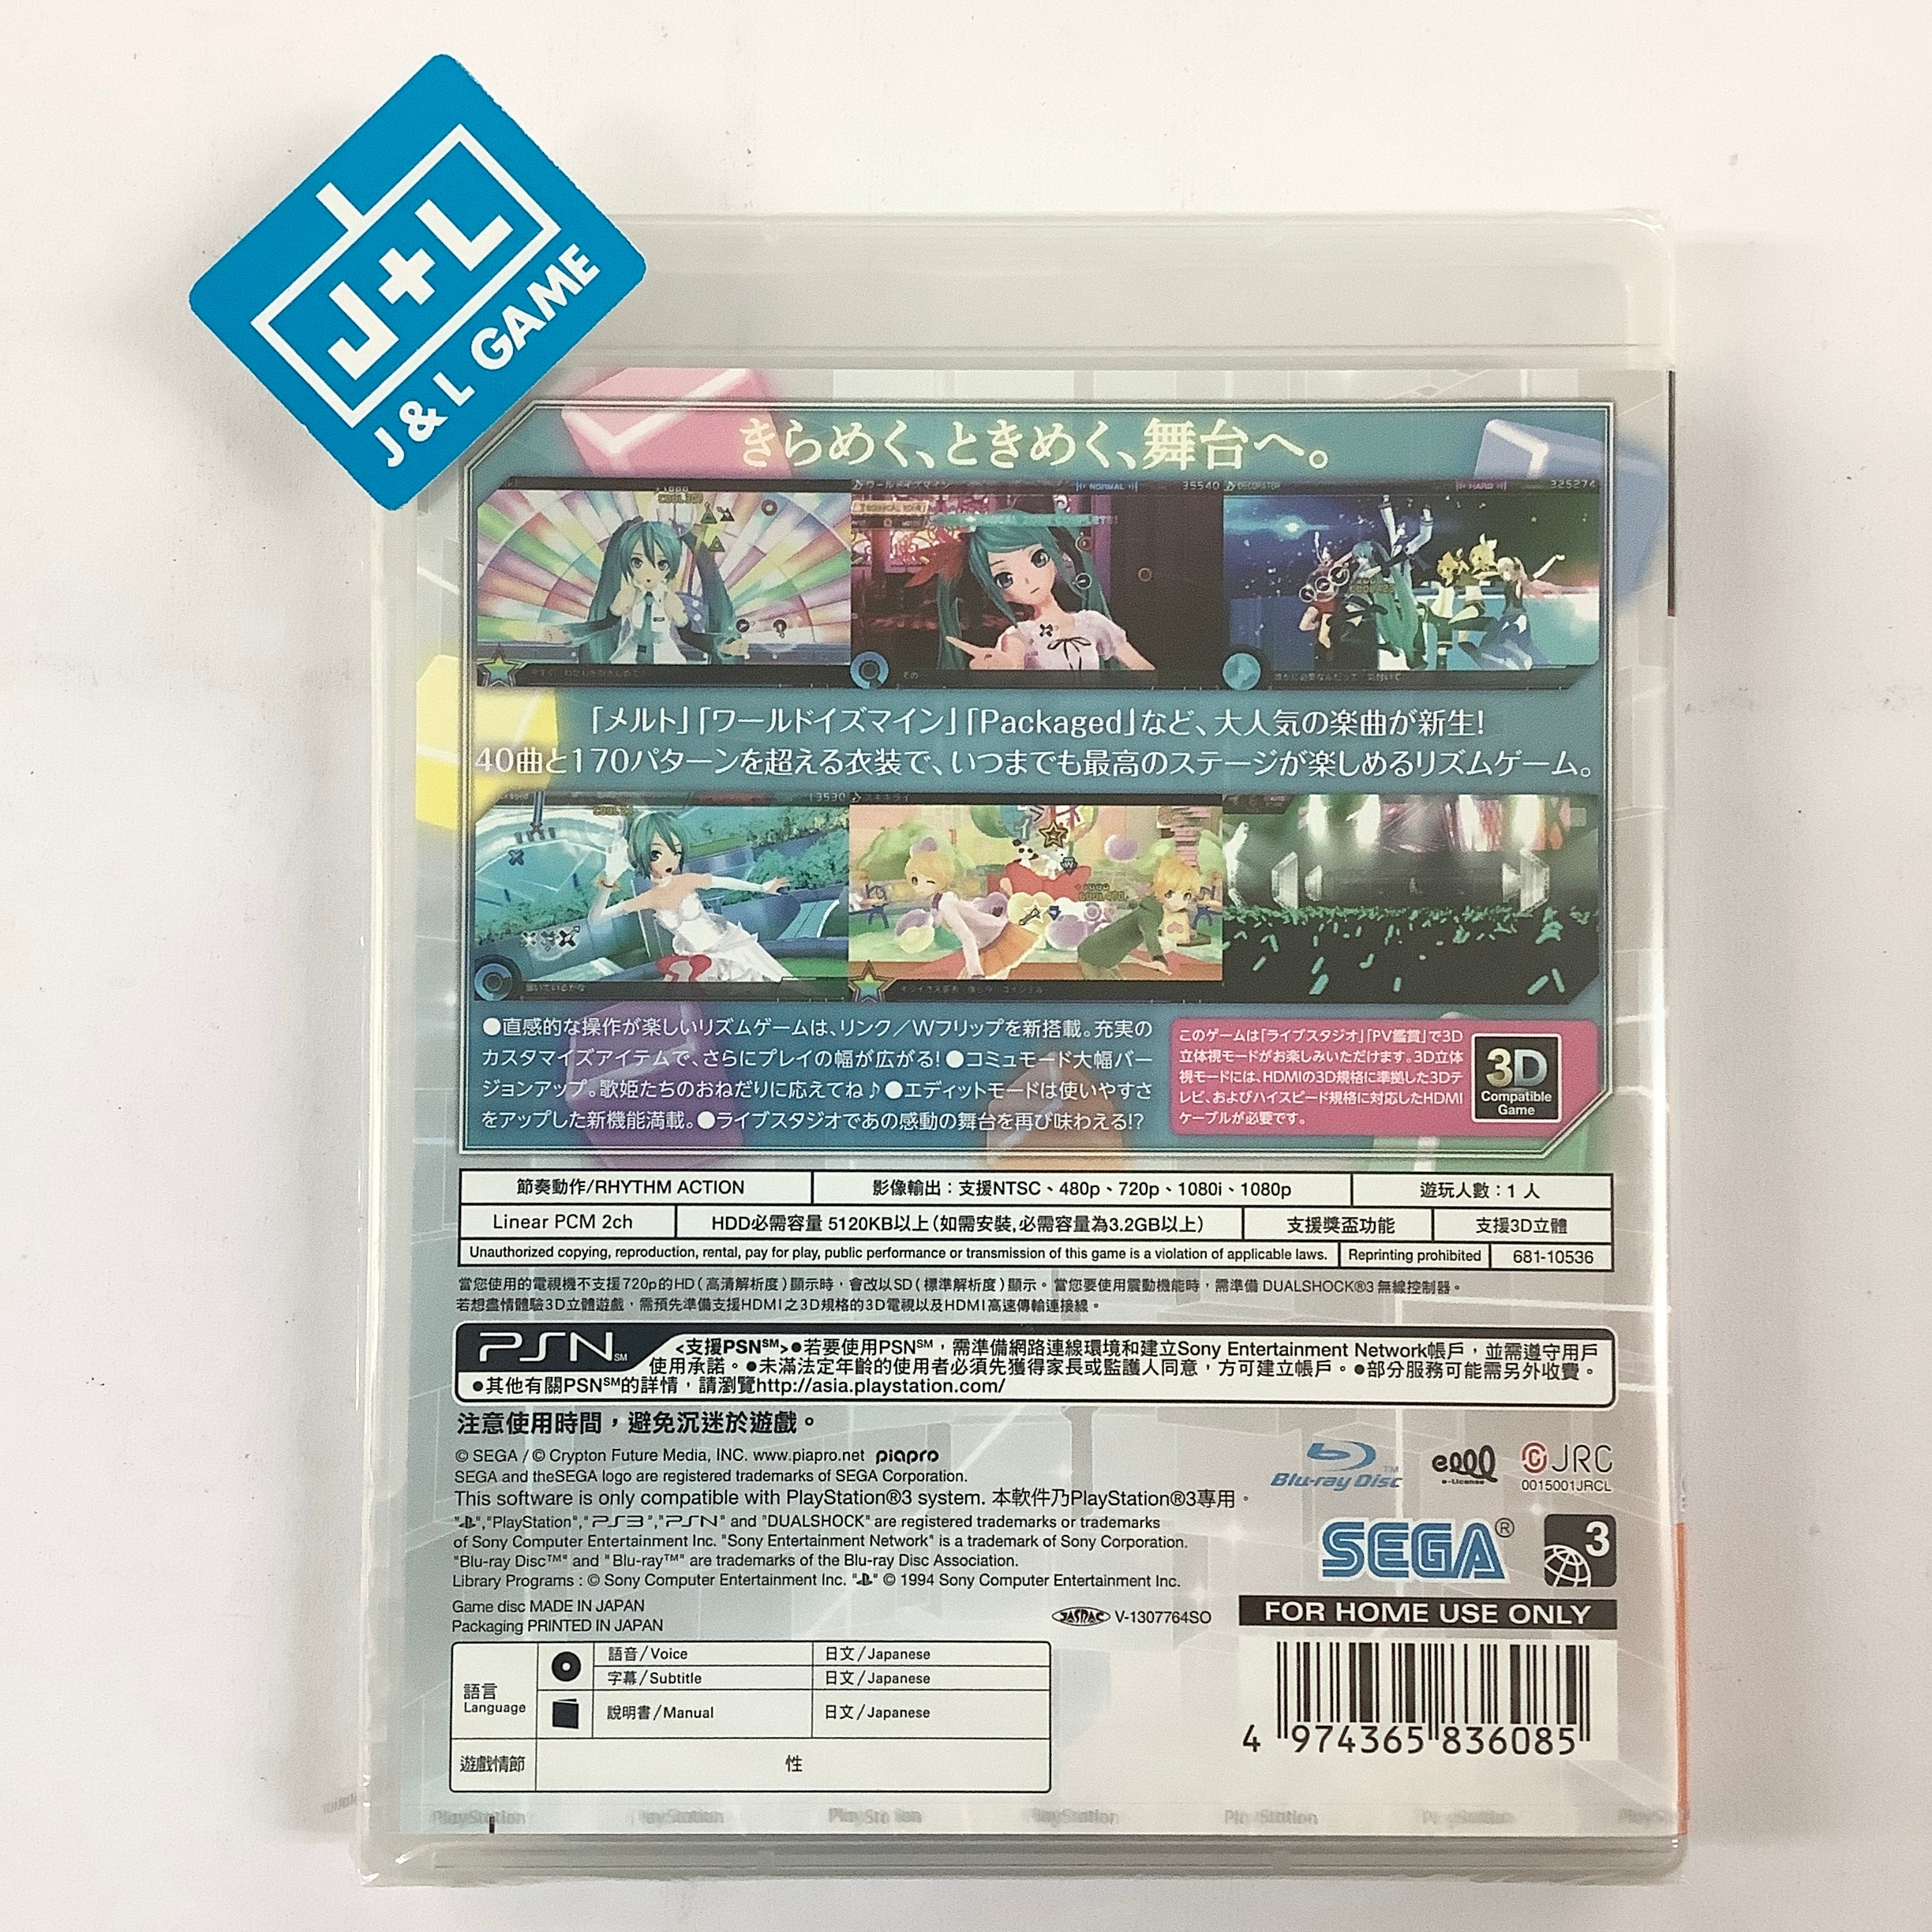 J+L
J & L GAME
きらめく、ときめく、舞台へ。
COOL
ワールドイズマイン
NORMAL
35540
DECORATOR
HARD
325274
その
「メルト」「ワールドイズマイン」「Packaged」など、大人気の楽曲が新生!
40曲と170パターンを超える衣装で、いつまでも最高のステージが楽しめるリズムゲーム。
13530
届いているかな
●直感的な操作が楽しいリズムゲームは、リンク／Wフリップを新搭載。充実の
カスタマイズアイテムで、さらにプレイの幅が広がる! ●コミュモード大幅バー
ジョンアップ。歌姫たちのおねだりに応えてね♪●エディットモードは使いやすさ
をアップした新機能満載。●ライブスタジオであの感動の舞台を再び味わえる!?
このゲームは「ライブスタジオ」「PV鑑賞」で3D
立体視モードがお楽しみいただけます。3D立体
視モードには、HDMIの3D規格に準拠した3Dテ
レビ、およびハイスピード規格に対応したHDMI
ケーブルが必要です。
3D
Compatible
Game
節奏動作/RHYTHM ACTION
影像輸出：支援NTSC、480p、720p、1080i、1080p
遊玩人數：1 人
Linear PCM 2ch
HDD必需容量 5120KB以上（如需安裝,必需容量為3.2GB以上）
支援獎盃功能
支援3D立體
Unauthorized copying, reproduction, rental, pay for play, public performance or transmission of this game is a violation of applicable laws.
Reprinting prohibited
681-10536
當您使用的電視機不支援720p的HD（高清解析度）顯示時，會改以SD（標準解析度）顯示。當您要使用震動機能時，需準備 DUALSHOCK®3 無線控制器。
若想盡情體驗3D立體遊戲，需預先準備支援HDMI之3D規格的3D電視以及HDMI高速傳輸連接線。
PSN SM
<支援PSN℠>●若要使用PSN℠，需準備網路連線環境和建立Sony Entertainment Network帳戶，並需遵守用戶
使用承諾。●未滿法定年齡的使用者必須先獲得家長或監護人同意，方可建立帳戶。●部分服務可能需另外收費。
●其他有關PSN℠的詳情，請瀏覽http://asia.playstation.com/
注意使用時間，避免沉迷於遊戲。
© SEGA / © Crypton Future Media, INC. www.piapro.net piapro
SEGA and theSEGA logo are registered trademarks of SEGA Corporation.
This software is only compatible with PlayStation®3 system. 本軟件乃PlayStation®3專用。
"PlayStation", "PS3", "PSN" and "DUALSHOCK" are registered trademarks or trademarks
of Sony Computer Entertainment Inc. "Sony Entertainment Network" is a trademark of Sony Corporation.
"Blu-ray Disc™" and "Blu-ray™" are trademarks of the Blu-ray Disc Association.
Library Programs : © Sony Computer Entertainment Inc. © 1994 Sony Computer Entertainment Inc.
Game disc MADE IN JAPAN
Packaging PRINTED IN JAPAN
Blu-ray Disc™
e-License
JRC
0015001JRCL
SEGA®
3
JASRAC V-1307764SO
FOR HOME USE ONLY
語言
Language
語音/Voice
日文/Japanese
字幕/Subtitle
日文/Japanese
說明書/Manual
日文/Japanese
遊戲情節
性
4 974365 836085
PlayStation PlayStation PlayStation PlayStation PlayStation PlayStation